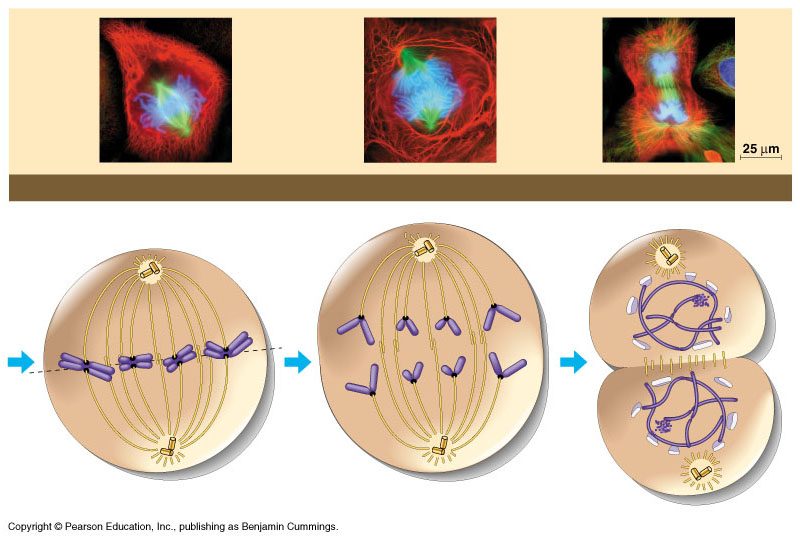 25 μm
Copyright © Pearson Education, Inc., publishing as Benjamin Cummings.